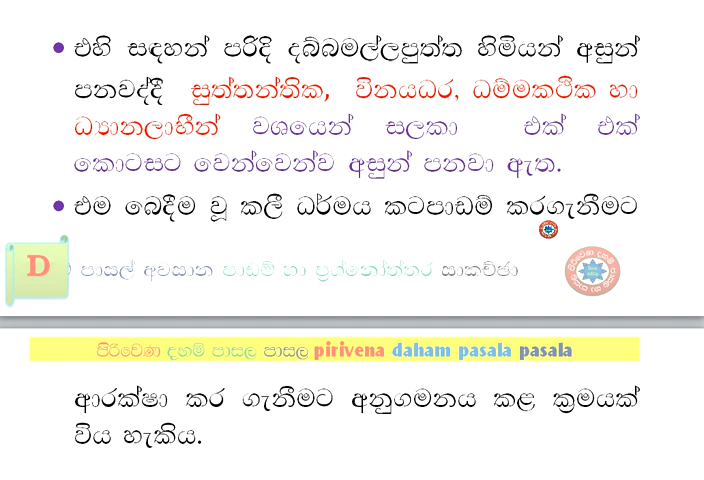 • එහි සඳහන් පරිදි දබ්බමල්ලපුත්ත හිමියන් අසුන්
පනවද්දී සුත්තන්තික, විනයධර, ධම්මකථික හා
ධ්‍යානලාභීන් වශයෙන් සලකා එක් එක්
කොටසට වෙන්වෙන්ව අසුන් පනවා ඇත.
• එම බෙදීම වූ කලී ධර්මය කටපාඩම් කරගැනීමට
D පාසල් අවසාන පාඩම් හා ප්‍රශ්නෝත්තර සාකච්ඡා
පිරිවෙණ දහම් පාසල පාසල pirivena daham pasala pasala
ආරක්ෂා කර ගැනීමට අනුගමනය කළ ක්‍රමයක්
විය හැකිය.